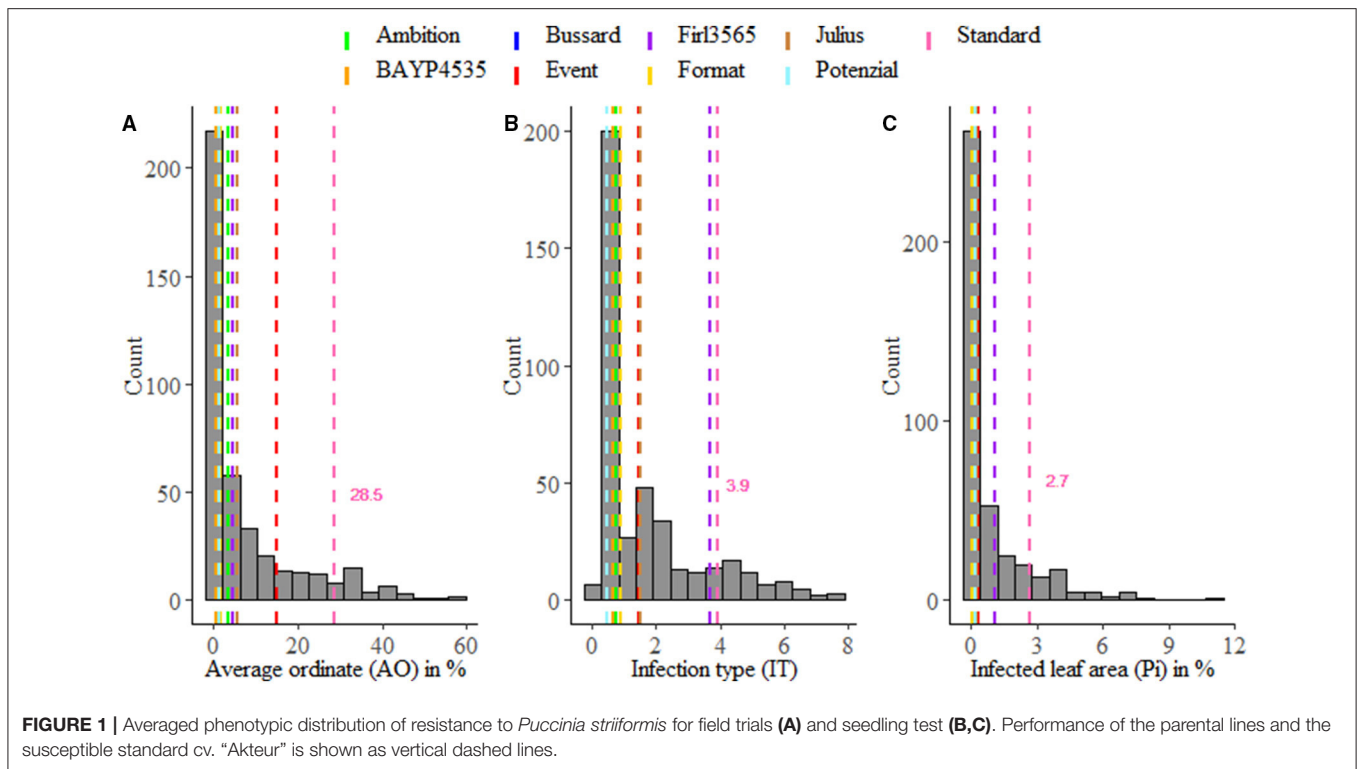 Ambition Bussard Firl3565 Julius Standard
BAYP4535 Event Format Potenzial
A
B
C
Count
200
150
100
50
0
28.5
0 20 40 60
Average ordinate (AO) in %
Count
200
150
100
50
0
3.9
0 2 4 6 8
Infection type (IT)
Count
200
100
0
2.7
0 3 6 9 12
Infected leaf area (Pi) in %
FIGURE 1 | Averaged phenotypic distribution of resistance to Puccinia striiformis for field trials (A) and seedling test (B,C). Performance of the parental lines and the
susceptible standard cv. “Akteur” is shown as vertical dashed lines.